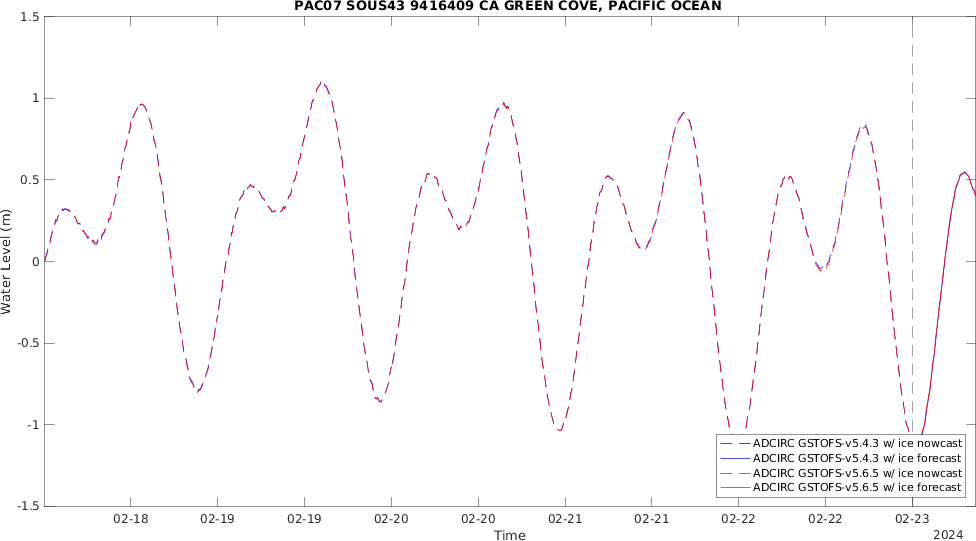 PAC07 SOUS43 9416409 CA GREEN COVE, PACIFIC OCEAN
1.5
1
0.5
0
-0.5
-1
-1.5
Water Level (m)
ADCIRC GSTOFS-v5.4.3 w/ ice nowcast
ADCIRC GSTOFS-v5.4.3 w/ ice forecast
ADCIRC GSTOFS-v5.6.5 w/ ice nowcast
ADCIRC GSTOFS-v5.6.5 w/ ice forecast
02-18 02-19 02-19 02-20 02-20 02-21 02-21 02-22 02-22 02-23
Time
2024